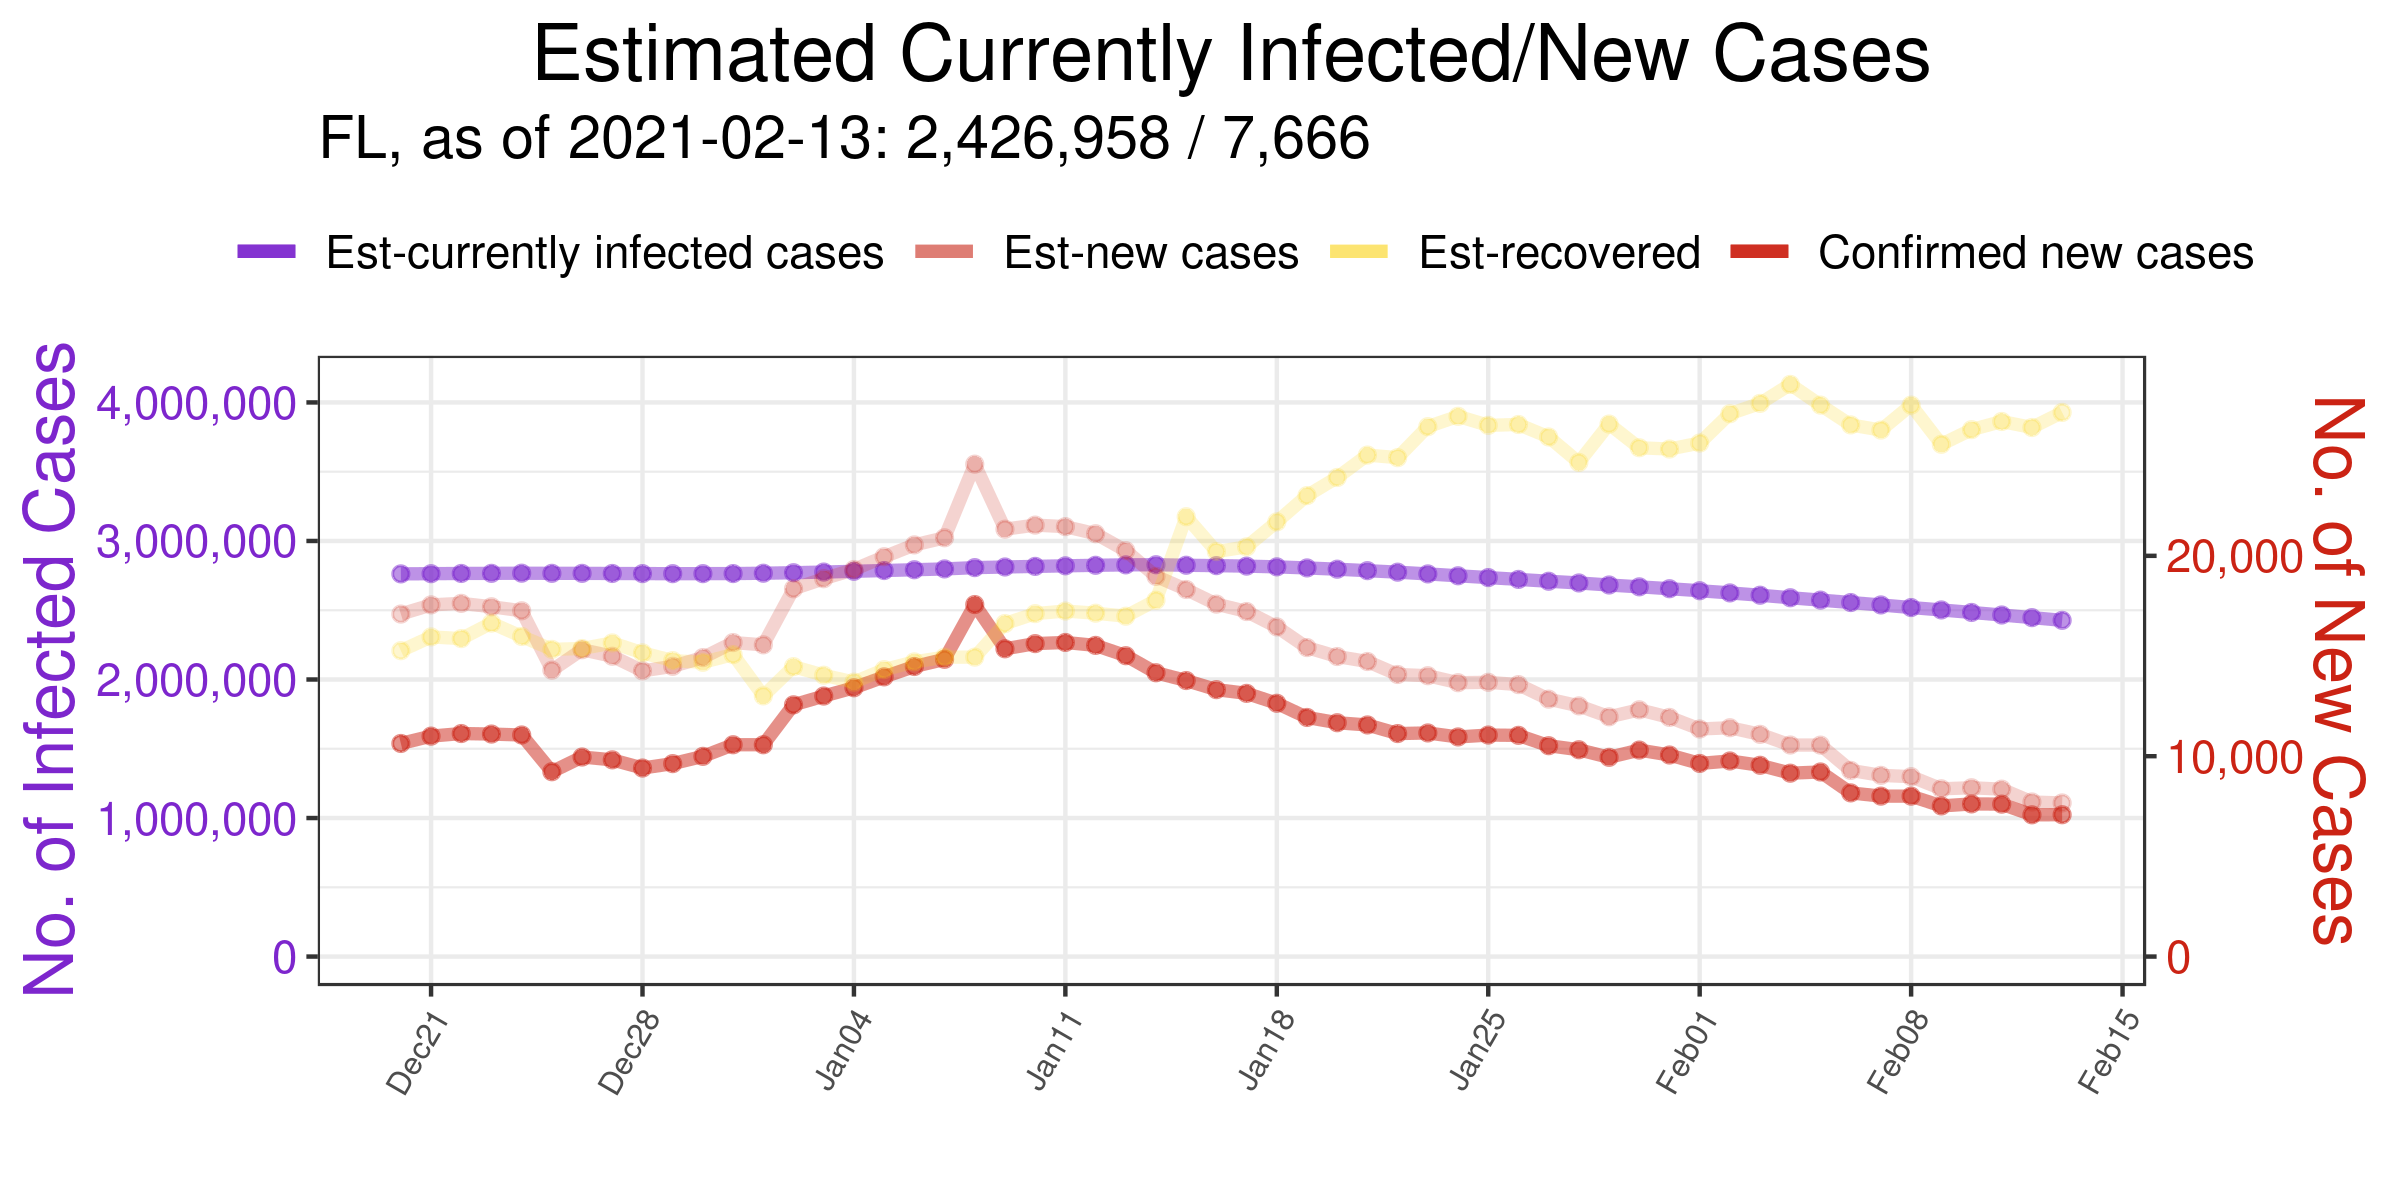 Estimated Currently Infected/New Cases
FL, as of 2021-02-13: 2,426,958 / 7,666
Est-currently infected cases Est-new cases Est-recovered Confirmed new cases
No. of Infected Cases
4,000,000
3,000,000
2,000,000
1,000,000
0
No. of New Cases
20,000
10,000
0
Dec21 Dec28 Jan04 Jan11 Jan18 Jan25 Feb01 Feb08 Feb15